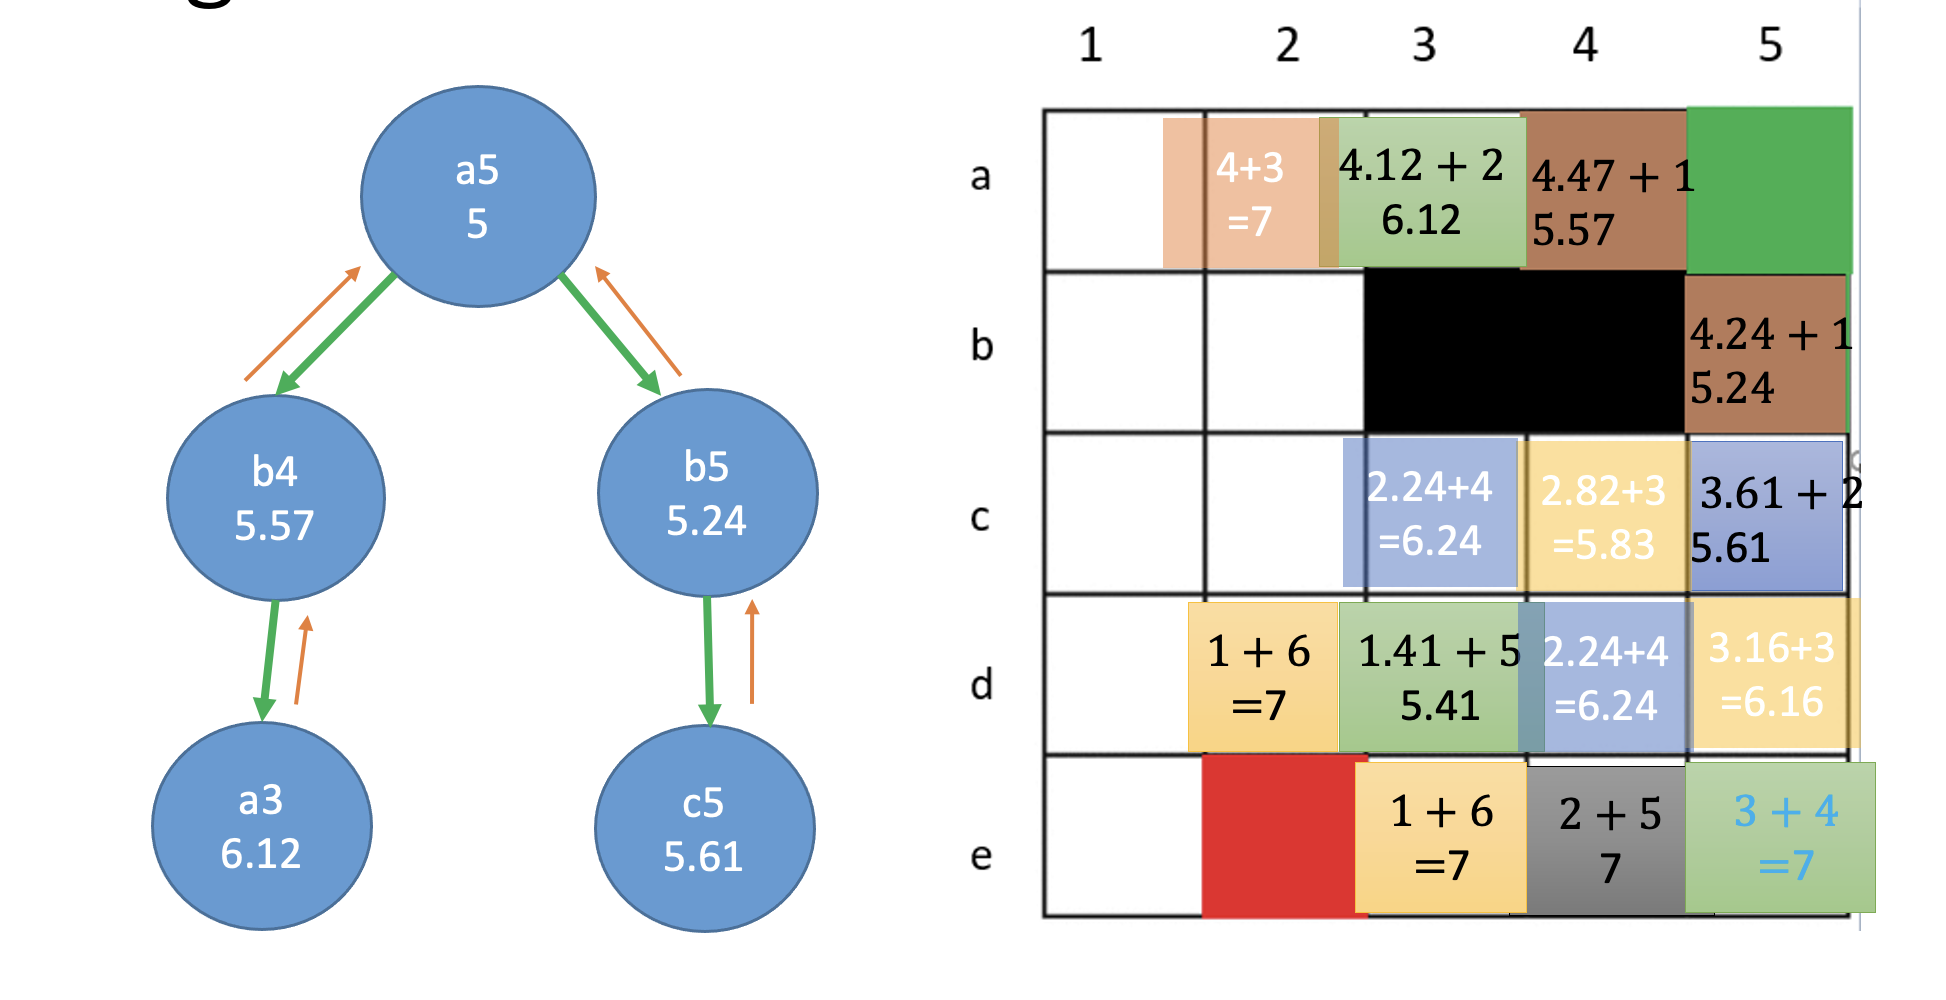 a5
5
b4
5.57
b5
5.24
a3
6.12
c5
5.61
1 2 3 4 5
a
4+3
=7
4.12 + 2
6.12
4.47 + 1
5.57
b
4.24 + 1
5.24
c
2.24+4
=6.24
2.82+3
=5.83
3.61 + 2
5.61
d
1 + 6
=7
1.41 + 5
5.41
2.24+4
=6.24
3.16+3
=6.16
e
1 + 6
=7
2 + 5
7
3 + 4
=7